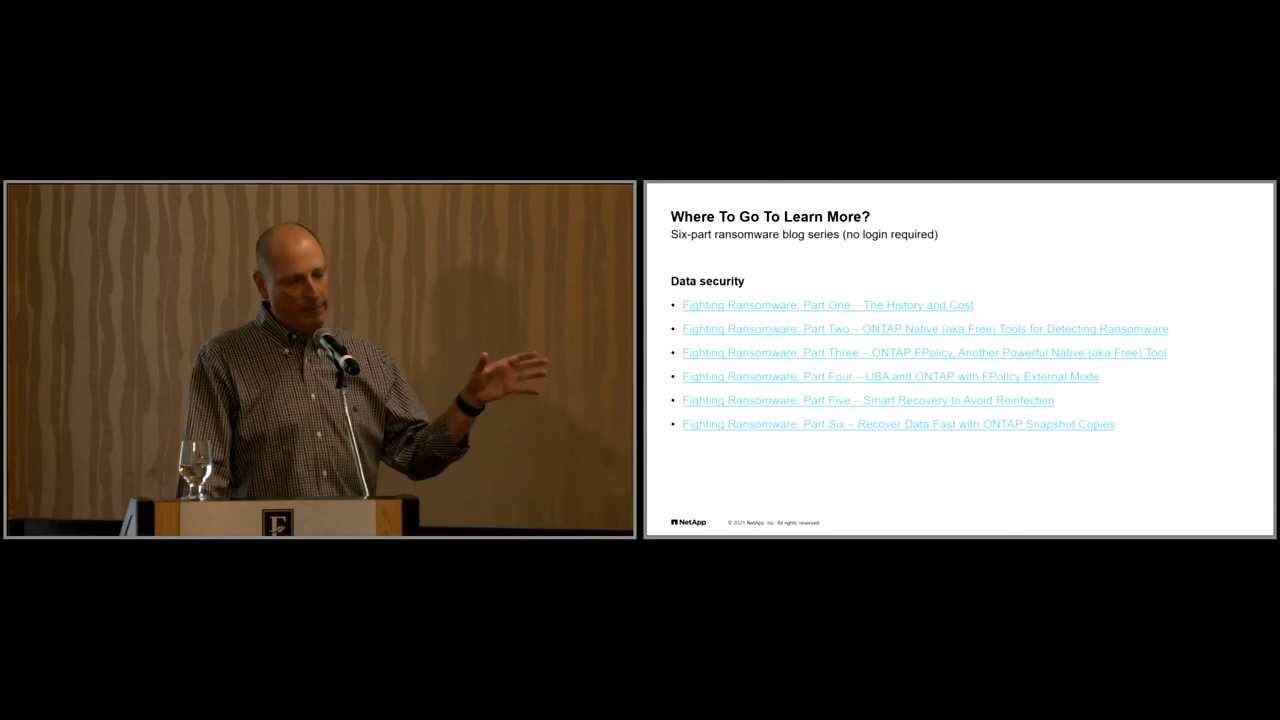 Where To Go To Learn More?
Six-part ransomware blog series (no login required)
Data security
• Fighting Ransomware: Part One – The History and Cost
• Fighting Ransomware: Part Two – ONTAP Native (aka Free) Tools for Detecting Ransomware
• Fighting Ransomware: Part Three – ONTAP FPolicy, Another Powerful Native (aka Free) Tool
• Fighting Ransomware: Part Four – UBA and ONTAP with FPolicy External Mode
• Fighting Ransomware: Part Five – Smart Recovery to Avoid Reinfection
• Fighting Ransomware: Part Six – Recover Data Fast with ONTAP Snapshot Copies
NetApp © 2021 NetApp, Inc. All rights reserved